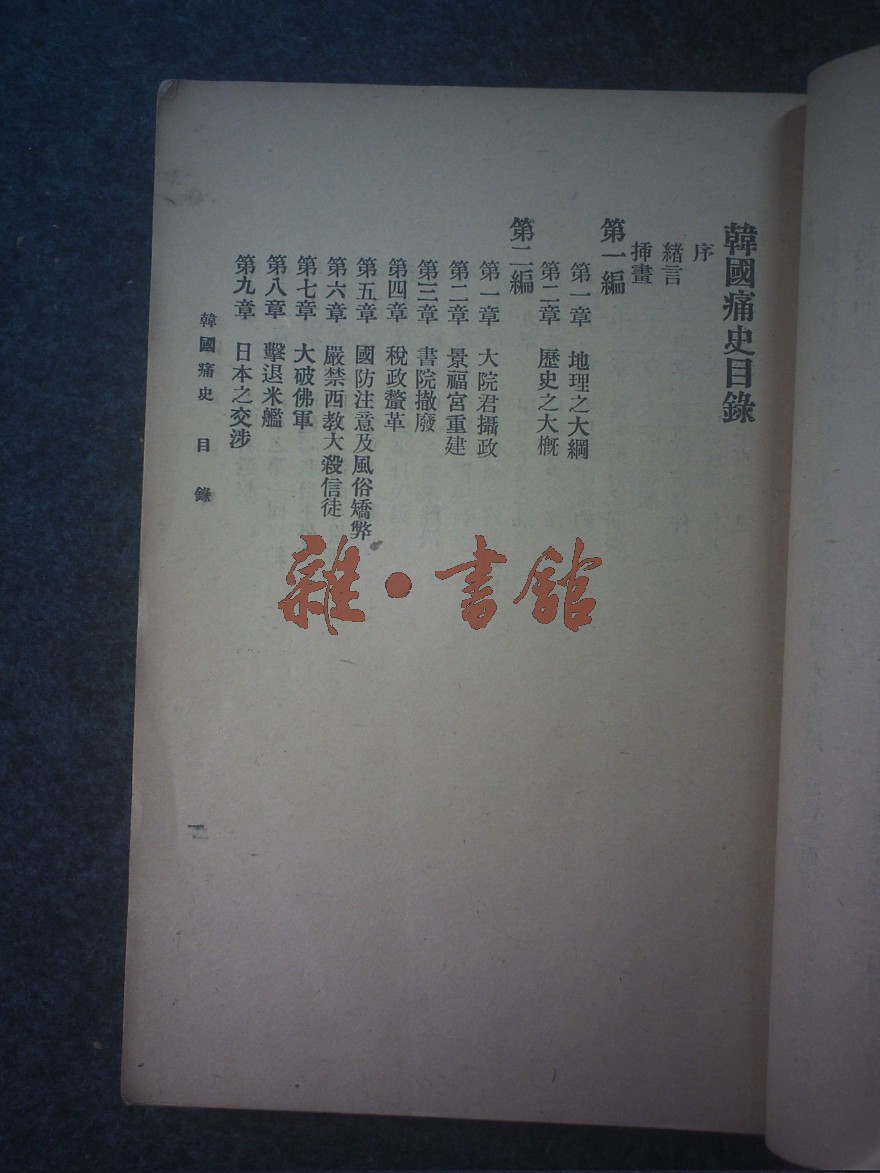 韓國痛史目錄
序
緒言
挿畫
第一編
第一章 地理之大綱
第二章 歷史之大槪
第二編
第一章 大院君攝政
第二章 景福宮重建
第三章 書院撤廢
第四章 稅政釐革
第五章 國防注意及風俗矯弊
第六章 嚴禁西教大殺信徒
第七章 大破佛軍
第八章 擊退米艦
第九章 日本之交涉
韓國痛史 目錄
一
雜·書館